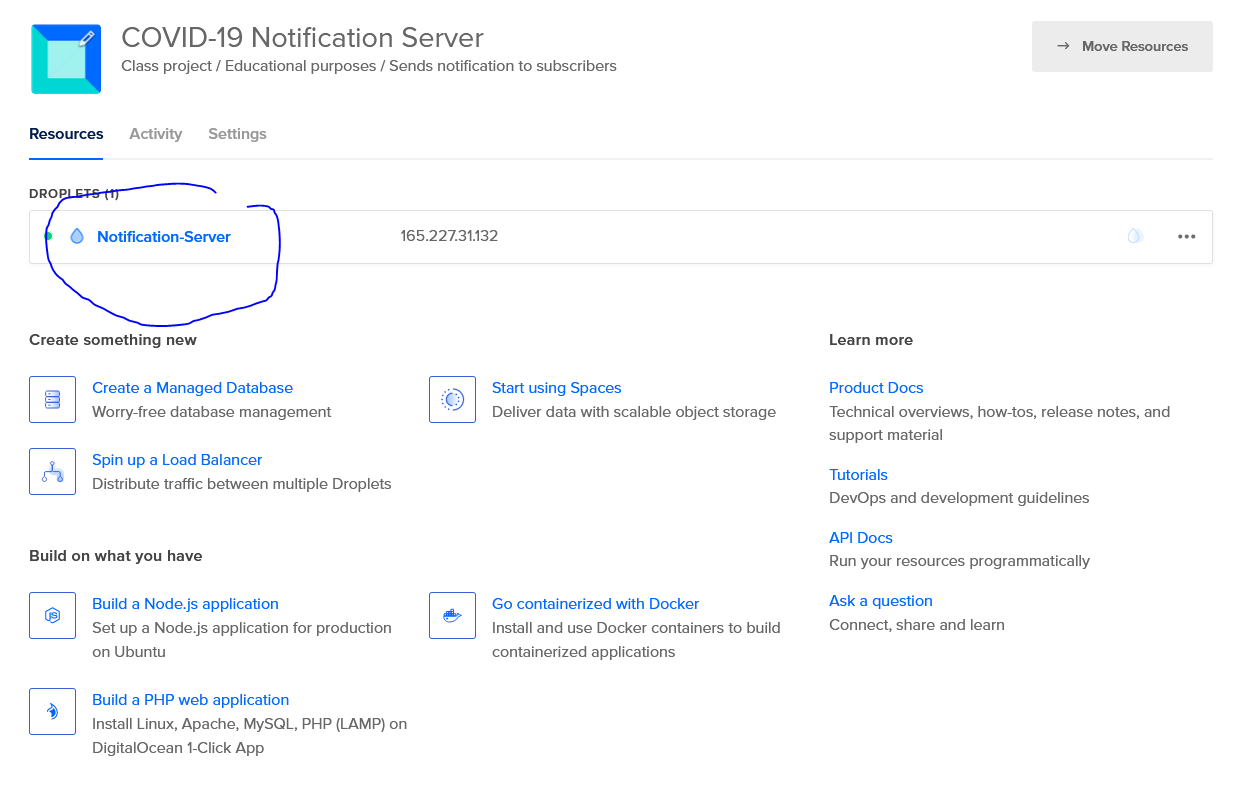 COVID-19 Notification Server
Class project / Educational purposes / Sends notification to subscribers
→ Move Resources
Resources Activity Settings
DROPLETS (1)
Notification-Server 165.227.31.132
Create something new
Create a Managed Database
Worry-free database management
Start using Spaces
Deliver data with scalable object storage
Spin up a Load Balancer
Distribute traffic between multiple Droplets
Build on what you have
Build a Node.js application
Set up a Node.js application for production
on Ubuntu
Go containerized with Docker
Install and use Docker containers to build
containerized applications
Build a PHP web application
Install Linux, Apache, MySQL, PHP (LAMP) on
DigitalOcean 1-Click App
Learn more
Product Docs
Technical overviews, how-tos, release notes, and
support material
Tutorials
DevOps and development guidelines
API Docs
Run your resources programmatically
Ask a question
Connect, share and learn